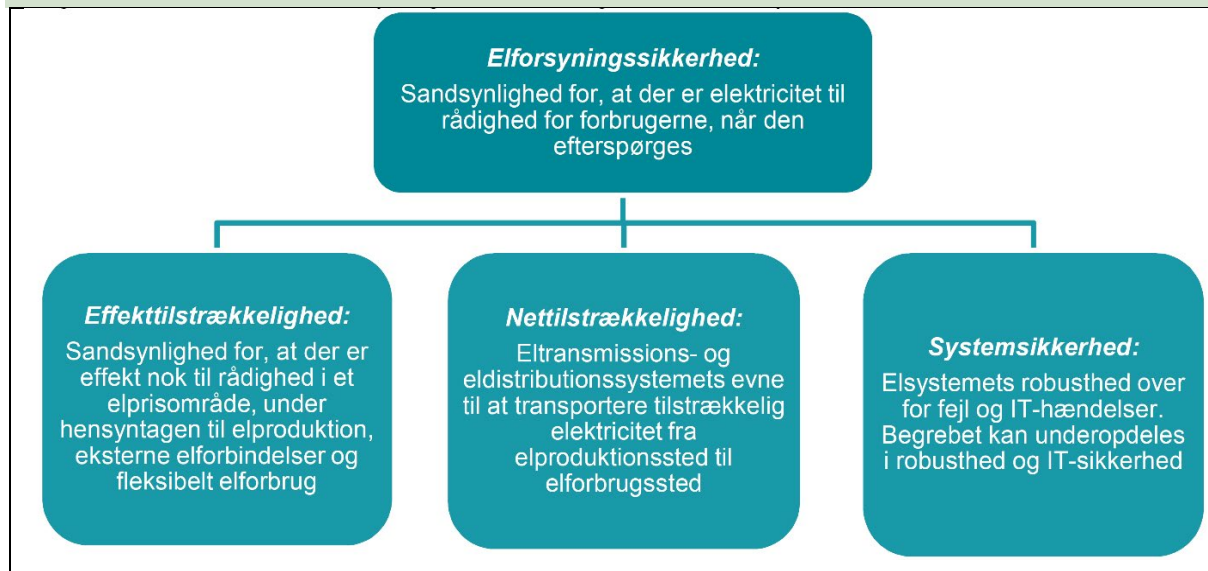 Elforsyningssikkerhed:
Sandsynlighed for, at der er elektricitet til
rådighed for forbrugerne, når den
efterspørges
Effekttilstrækkelighed:
Sandsynlighed for, at der er
effekt nok til rådighed i et
elprisområde, under
hensyntagen til elproduktion,
eksterne elforbindelser og
fleksibelt elforbrug
Nettilstrækkelighed:
Eltransmissions- og
eldistributionssystemets evne
til at transportere tilstrækkelig
elektricitet fra
elproduktionssted til
elforbrugssted
Systemsikkerhed:
Elsystemets robusthed over
for fejl og IT-hændelser.
Begrebet kan underopdeles
i robusthed og IT-sikkerhed